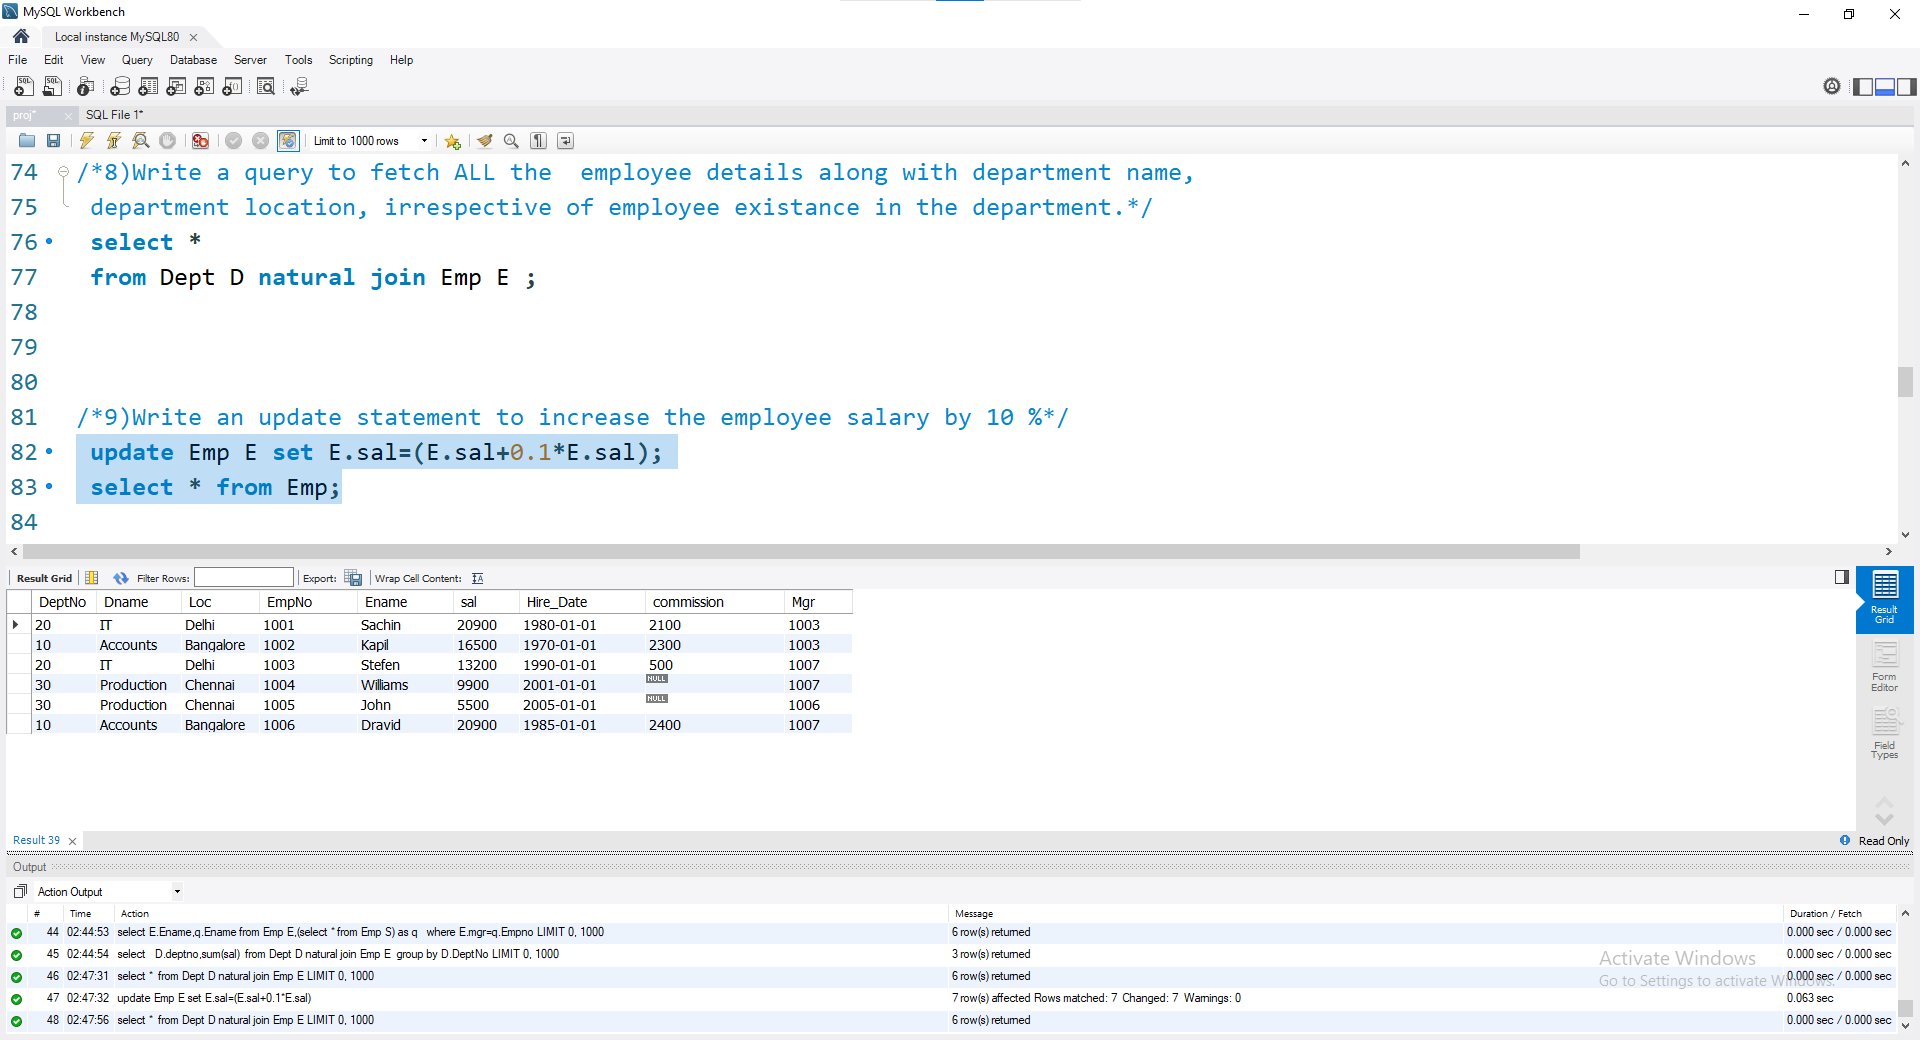 MySQL Workbench
Local instance MySQL80
File Edit View Query Database Server Tools Scripting Help
proj* SQL File 1*
Limit to 1000 rows
74 /*8)Write a query to fetch ALL the  employee details along with department name,
75 department location, irrespective of employee existance in the department.*/
76 select *
77 from Dept D natural join Emp E ;
78
79
80
81 /*9)Write an update statement to increase the employee salary by 10 %*/
82 update Emp E set E.sal=(E.sal+0.1*E.sal);
83 select * from Emp;
84
Result Grid Filter Rows: Export: Wrap Cell Content:
DeptNo Dname Loc EmpNo Ename sal Hire_Date commission Mgr
20 IT Delhi 1001 Sachin 20900 1980-01-01 2100 1003
10 Accounts Bangalore 1002 Kapil 16500 1970-01-01 2300 1003
20 IT Delhi 1003 Stefen 13200 1990-01-01 500 1007
30 Production Chennai 1004 Williams 9900 2001-01-01 NULL 1007
30 Production Chennai 1005 John 5500 2005-01-01 NULL 1006
10 Accounts Bangalore 1006 Dravid 20900 1985-01-01 2400 1007
Result
Grid
Form
Editor
Field
Types
Result 39 Read Only
Output
Action Output
# Time Action Message Duration / Fetch
44 02:44:53 select E.Ename,q.Ename from Emp E,(select * from Emp S) as q  where E.mgr=q.Empno LIMIT 0, 1000 6 row(s) returned 0.000 sec / 0.000 sec
45 02:44:54 select  D.deptno,sum(sal) from Dept D natural join Emp E  group by D.DeptNo LIMIT 0, 1000 3 row(s) returned 0.000 sec / 0.000 sec
46 02:47:31 select * from Dept D natural join Emp E LIMIT 0, 1000 6 row(s) returned 0.000 sec / 0.000 sec
47 02:47:32 update Emp E set E.sal=(E.sal+0.1*E.sal) 7 row(s) affected Rows matched: 7 Changed: 7 Warnings: 0 0.063 sec
48 02:47:56 select * from Dept D natural join Emp E LIMIT 0, 1000 6 row(s) returned 0.000 sec / 0.000 sec
Activate Windows
Go to Settings to activate Windows.